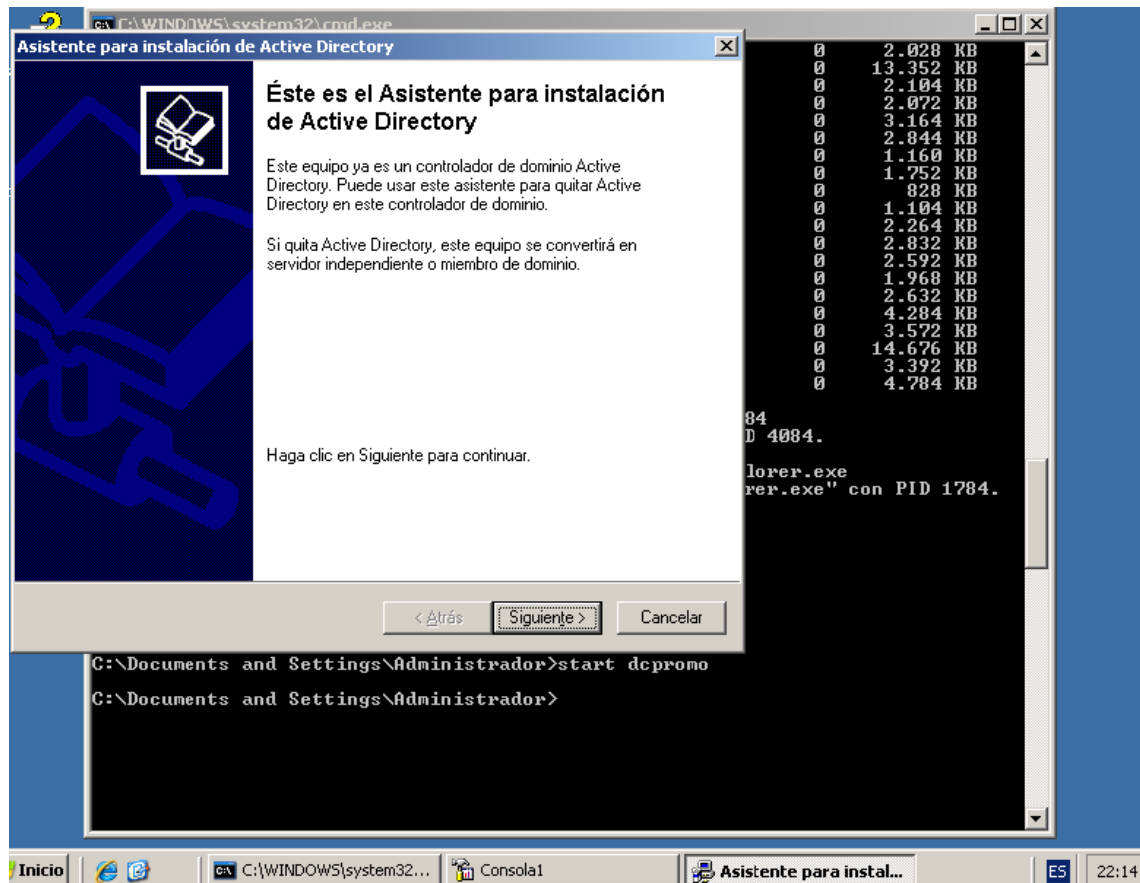 C:\WINDOWS\system32\cmd.exe
Asistente para instalación de Active Directory
Éste es el Asistente para instalación
de Active Directory
Este equipo ya es un controlador de dominio Active
Directory. Puede usar este asistente para quitar Active
Directory en este controlador de dominio.
Si quita Active Directory, este equipo se convertirá en
servidor independiente o miembro de dominio.
Haga clic en Siguiente para continuar.
< Atrás
Siguiente >
Cancelar
0 2.028 KB
0 13.352 KB
0 2.104 KB
0 2.072 KB
0 3.164 KB
0 2.844 KB
0 1.160 KB
0 1.752 KB
0 828 KB
0 1.104 KB
0 2.264 KB
0 2.832 KB
0 2.592 KB
0 1.968 KB
0 2.632 KB
0 4.284 KB
0 3.572 KB
0 14.676 KB
0 3.392 KB
0 4.784 KB
84
D 4084.
lorer.exe
rer.exe" con PID 1784.
C:\Documents and Settings\Administrador>start dcpromo
C:\Documents and Settings\Administrador>
Inicio
C:\WINDOWS\system32...
Consola1
Asistente para instal...
ES
22:14